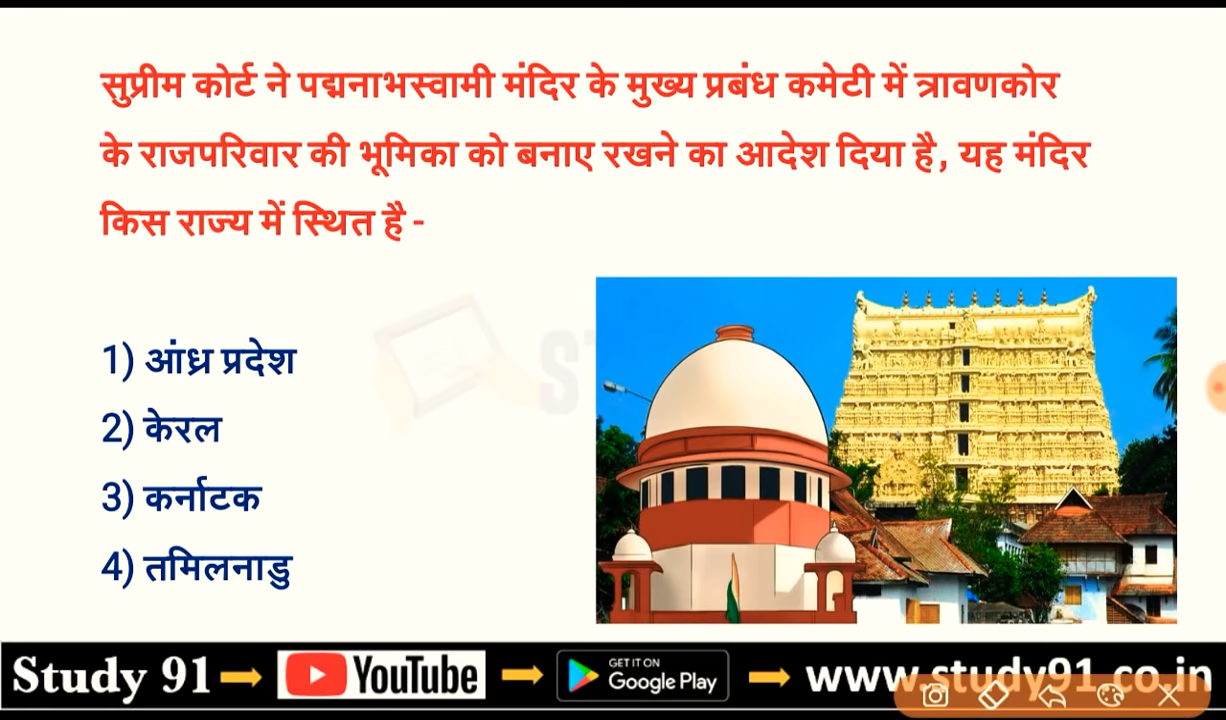 सुप्रीम कोर्ट ने पद्मनाभस्वामी मंदिर के मुख्य प्रबंध कमेटी में त्रावणकोर
के राजपरिवार की भूमिका को बनाए रखने का आदेश दिया है, यह मंदिर
किस राज्य में स्थित है -
1) आंध्र प्रदेश
2) केरल
3) कर्नाटक
4) तमिलनाडु
Study 91 YouTube GET IT ON Google Play www.study91.co.in